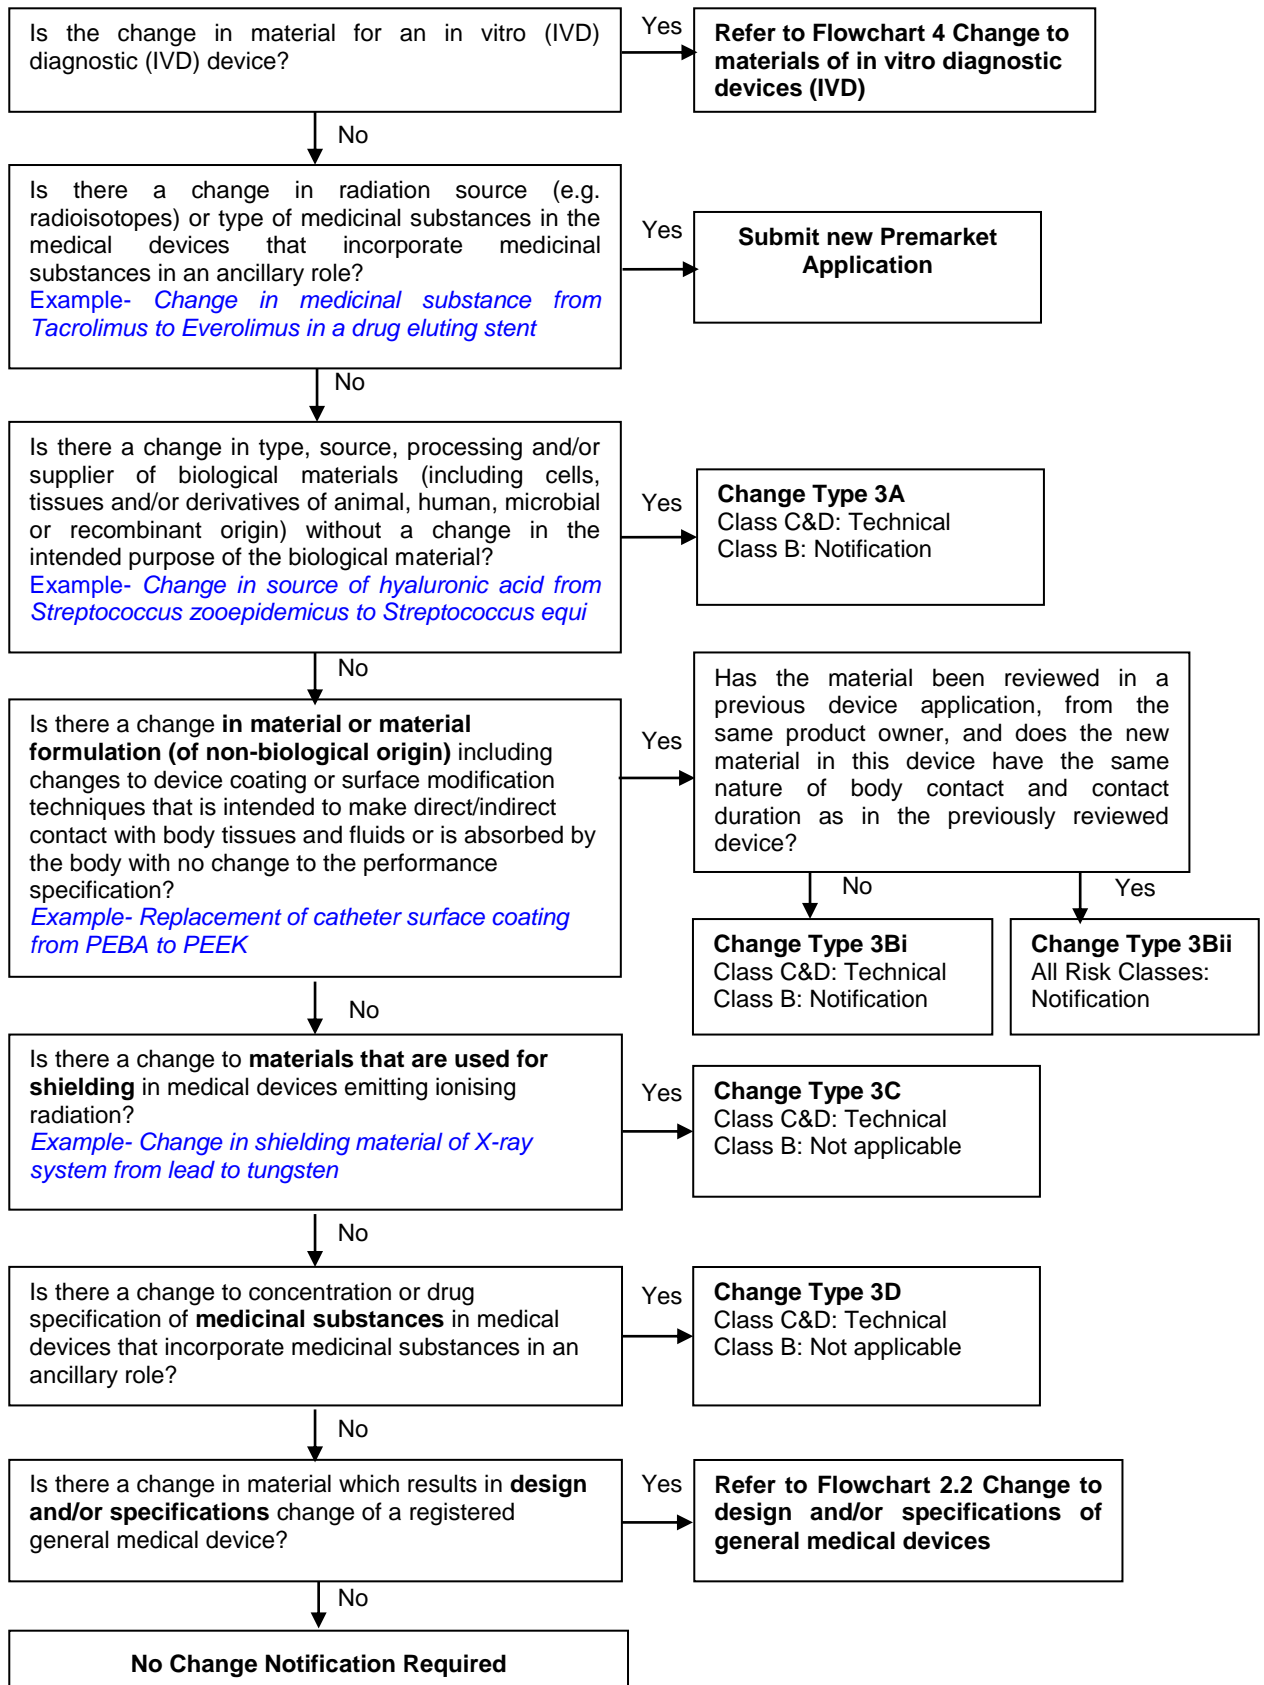 Is the change in material for an in vitro (IVD)
diagnostic (IVD) device?
Yes
Refer to Flowchart 4 Change to
materials of in vitro diagnostic
devices (IVD)
No
Is there a change in radiation source (e.g.
radioisotopes) or type of medicinal substances in the
medical devices that incorporate medicinal
substances in an ancillary role?
Example- Change in medicinal substance from
Tacrolimus to Everolimus in a drug eluting stent
Yes
Submit new Premarket
Application
No
Is there a change in type, source, processing and/or
supplier of biological materials (including cells,
tissues and/or derivatives of animal, human, microbial
or recombinant origin) without a change in the
intended purpose of the biological material?
Example- Change in source of hyaluronic acid from
Streptococcus zooepidemicus to Streptococcus equi
Yes
Change Type 3A
Class C&D: Technical
Class B: Notification
No
Is there a change in material or material
formulation (of non-biological origin) including
changes to device coating or surface modification
techniques that is intended to make direct/indirect
contact with body tissues and fluids or is absorbed by
the body with no change to the performance
specification?
Example- Replacement of catheter surface coating
from PEBA to PEEK
Yes
Has the material been reviewed in a
previous device application, from the
same product owner, and does the new
material in this device have the same
nature of body contact and contact
duration as in the previously reviewed
device?
No
Yes
Change Type 3Bi
Class C&D: Technical
Class B: Notification
Change Type 3Bii
All Risk Classes:
Notification
No
Is there a change to materials that are used for
shielding in medical devices emitting ionising
radiation?
Example- Change in shielding material of X-ray
system from lead to tungsten
Yes
Change Type 3C
Class C&D: Technical
Class B: Not applicable
No
Is there a change to concentration or drug
specification of medicinal substances in medical
devices that incorporate medicinal substances in an
ancillary role?
Yes
Change Type 3D
Class C&D: Technical
Class B: Not applicable
No
Is there a change in material which results in design
and/or specifications change of a registered
general medical device?
Yes
Refer to Flowchart 2.2 Change to
design and/or specifications of
general medical devices
No
No Change Notification Required